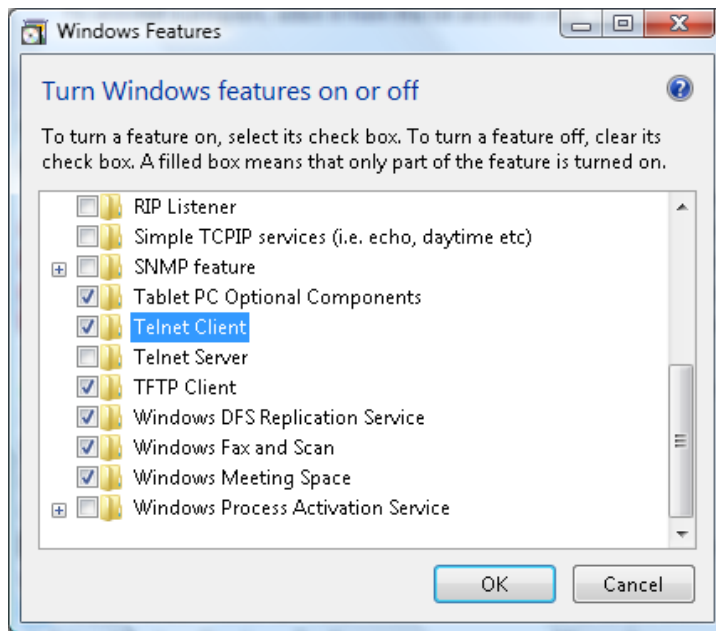 Windows Features
Turn Windows features on or off
To turn a feature on, select its check box. To turn a feature off, clear its
check box. A filled box means that only part of the feature is turned on.
RIP Listener
Simple TCPIP services (i.e. echo, daytime etc)
SNMP feature
Tablet PC Optional Components
Telnet Client
Telnet Server
TFTP Client
Windows DFS Replication Service
Windows Fax and Scan
Windows Meeting Space
Windows Process Activation Service
OK Cancel